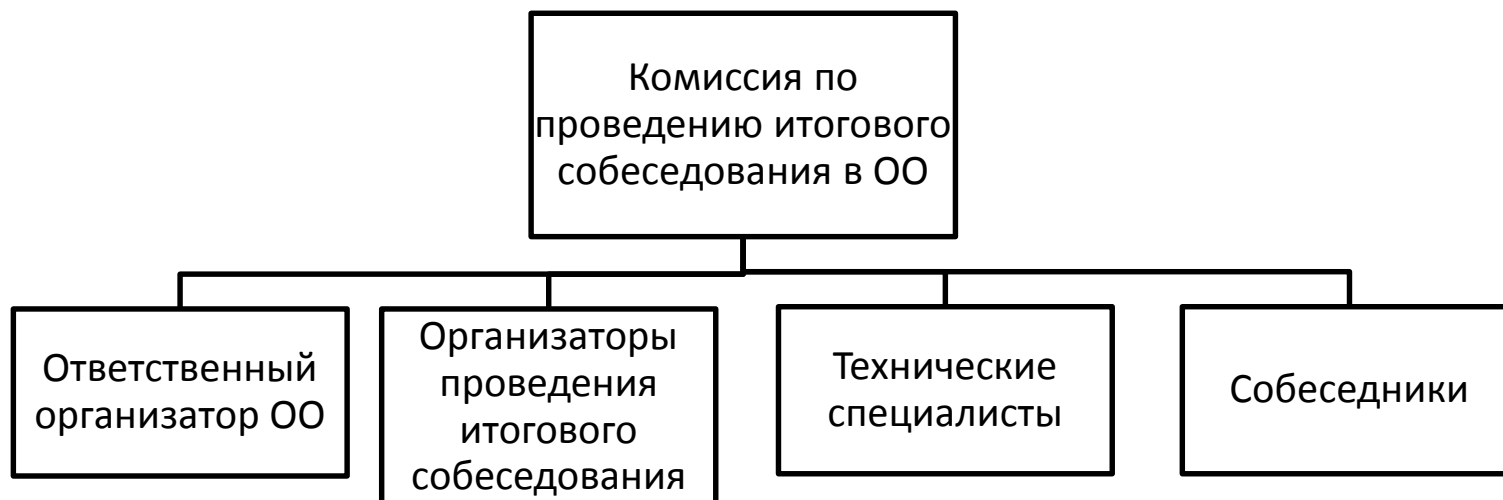 Комиссия по
проведению итогового
собеседования в ОО
Ответственный
организатор ОО
Организаторы
проведения
итогового
собеседования
Технические
специалисты
Собеседники